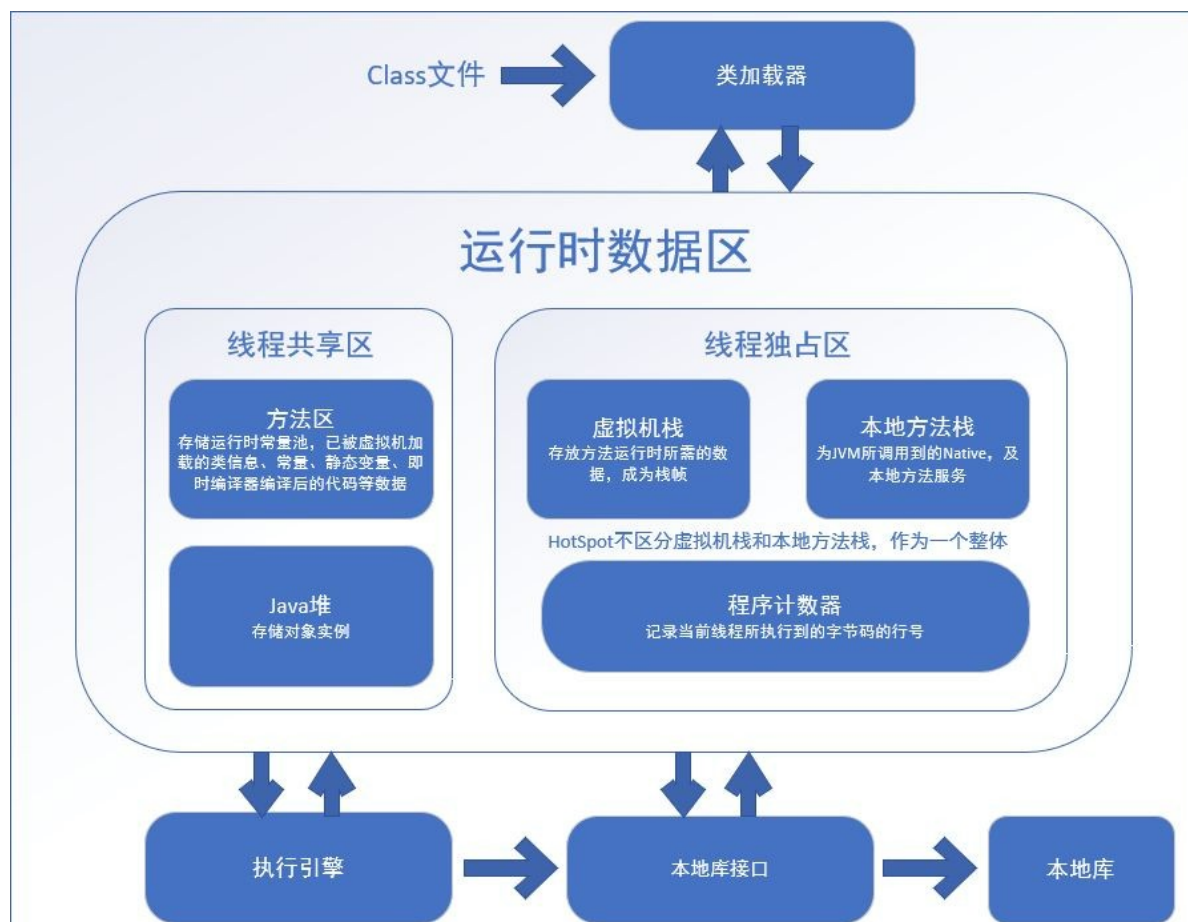 Class文件
类加载器
运行时数据区
线程共享区
方法区
存储运行时常量池，已被虚拟机加
载的类信息、常量、静态变量、即
时编译器编译后的代码等数据
Java堆
存储对象实例
线程独占区
虚拟机栈
存放方法运行时所需的数
据，成为栈帧
本地方法栈
为JVM所调用到的Native，及
本地方法服务
HotSpot不区分虚拟机栈和本地方法栈，作为一个整体
程序计数器
记录当前线程所执行到的字节码的行号
执行引擎
本地库接口
本地库